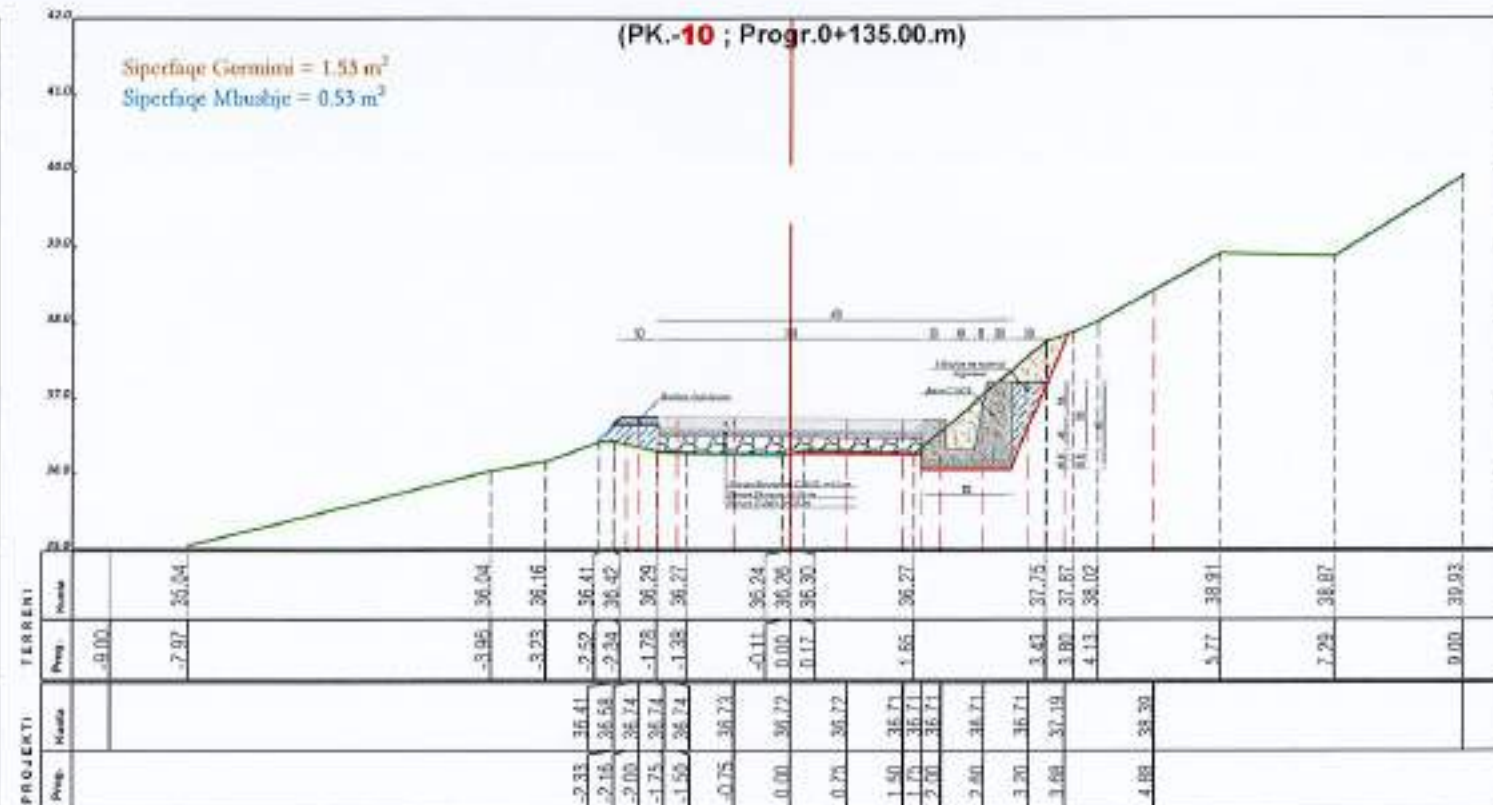 (PK.-10 ; Progr.0+135.00.m)
Siperfaqe Germimi = 1.53 m²
Siperfaqe Mbushje = 0.53 m²
42.0
41.0
40.0
39.0
38.0
37.0
36.0
TERRENI
Kuota
35.04 36.04 36.16 36.41 36.42 36.29 36.27 36.24 36.26 36.30 36.27 37.75 37.87 38.02 38.91 38.87 39.93
Prog.
-9.00 -7.97 -3.96 -3.23 -2.52 -2.34 -1.78 -1.38 -0.11 0.00 0.17 1.65 3.43 3.80 4.13 5.77 7.29 9.00
PROJEKTI
Kuota
36.41 36.58 36.74 36.74 36.74 36.73 36.72 36.72 36.71 36.71 36.71 36.71 36.71 37.19 38.39
Prog.
-2.33 -2.16 -2.00 -1.75 -1.50 -0.75 0.00 0.75 1.50 1.75 2.00 2.60 3.20 3.68 4.88